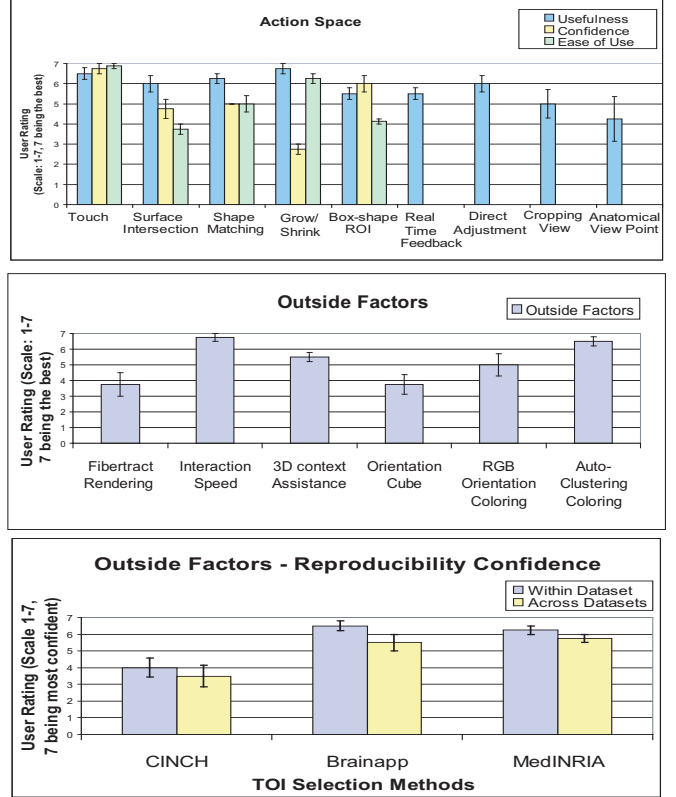 Action Space
Usefulness
Confidence
Ease of Use
User Rating
(Scale: 1-7, 7 being the best)
7
6
5
4
3
2
1
0
Touch
Surface
Intersection
Shape
Matching
Grow/
Shrink
Box-shape
ROI
Real
Time
Feedback
Direct
Adjustment
Cropping
View
Anatomical
View Point
Outside Factors
Outside Factors
User Rating (Scale: 1-7
7 being the best)
7
6
5
4
3
2
1
0
Fibertract
Rendering
Interaction
Speed
3D context
Assistance
Orientation
Cube
RGB
Orientation
Coloring
Auto-
Clustering
Coloring
Outside Factors - Reproducibility Confidence
Within Dataset
Across Datasets
User Rating (Scale 1-7,
7 being most confident)
7
6
5
4
3
2
1
0
CINCH
Brainapp
MedINRIA
TOI Selection Methods